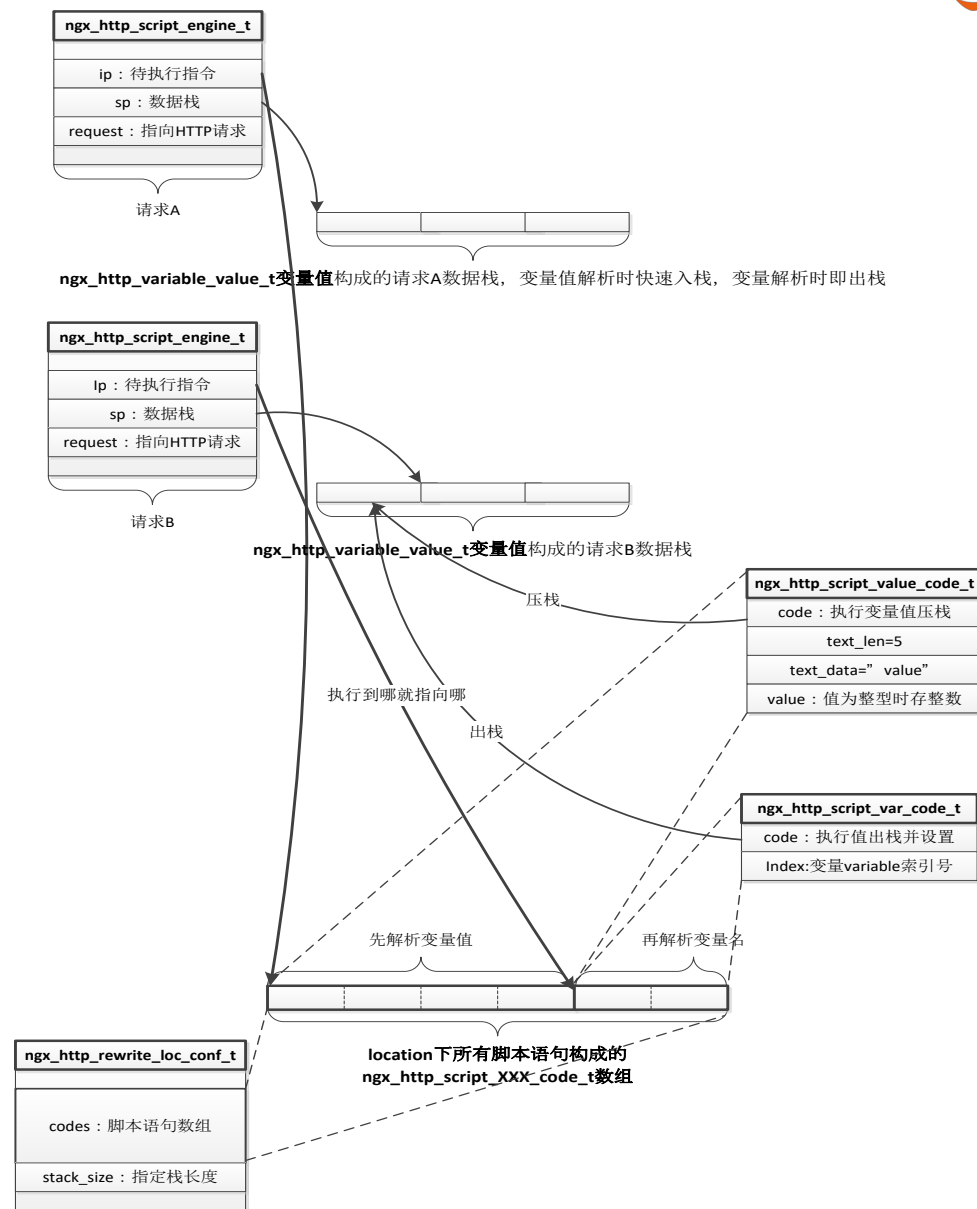 ngx_http_script_engine_t
ip：待执行指令
sp：数据栈
request：指向HTTP请求
请求A
ngx_http_variable_value_t变量值构成的请求A数据栈，变量值解析时快速入栈，变量解析时即出栈
ngx_http_script_engine_t
Ip：待执行指令
sp：数据栈
request：指向HTTP请求
请求B
ngx_http_variable_value_t变量值构成的请求B数据栈
压栈
ngx_http_script_value_code_t
code：执行变量值压栈
text_len=5
text_data=”value”
value：值为整型时存整数
执行到哪就指向哪
出栈
ngx_http_script_var_code_t
code：执行值出栈并设置
Index:变量variable索引号
先解析变量值
再解析变量名
location下所有脚本语句构成的
ngx_http_script_XXX_code_t数组
ngx_http_rewrite_loc_conf_t
codes：脚本语句数组
stack_size：指定栈长度